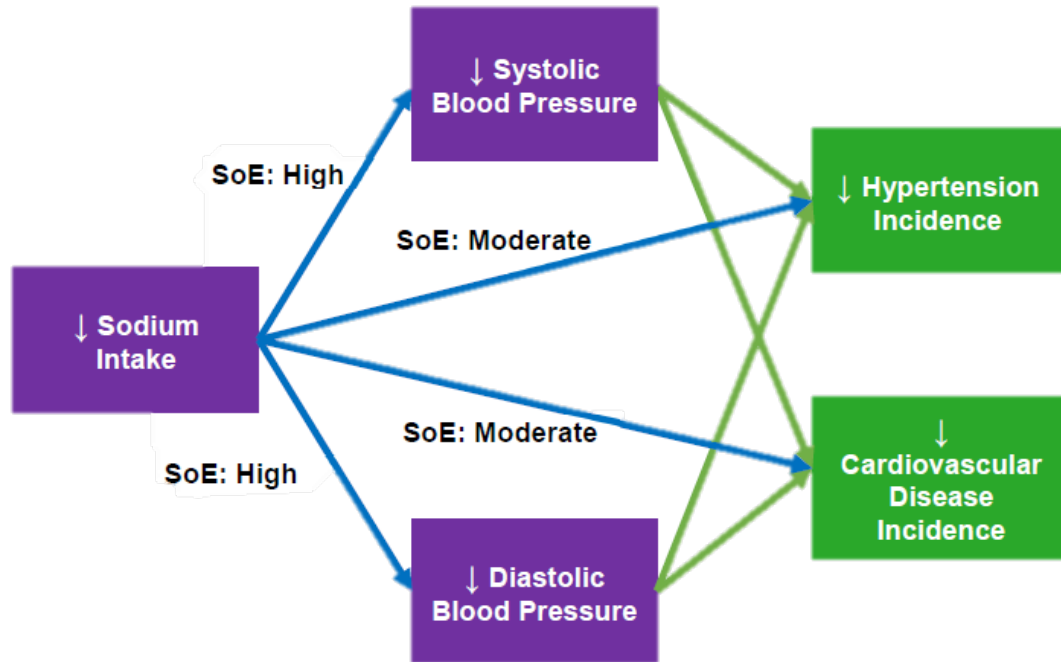 ↓ Systolic
Blood Pressure
SoE: High
↓ Hypertension
Incidence
SoE: Moderate
↓ Sodium
Intake
SoE: Moderate
↓
Cardiovascular
Disease
Incidence
SoE: High
↓ Diastolic
Blood Pressure